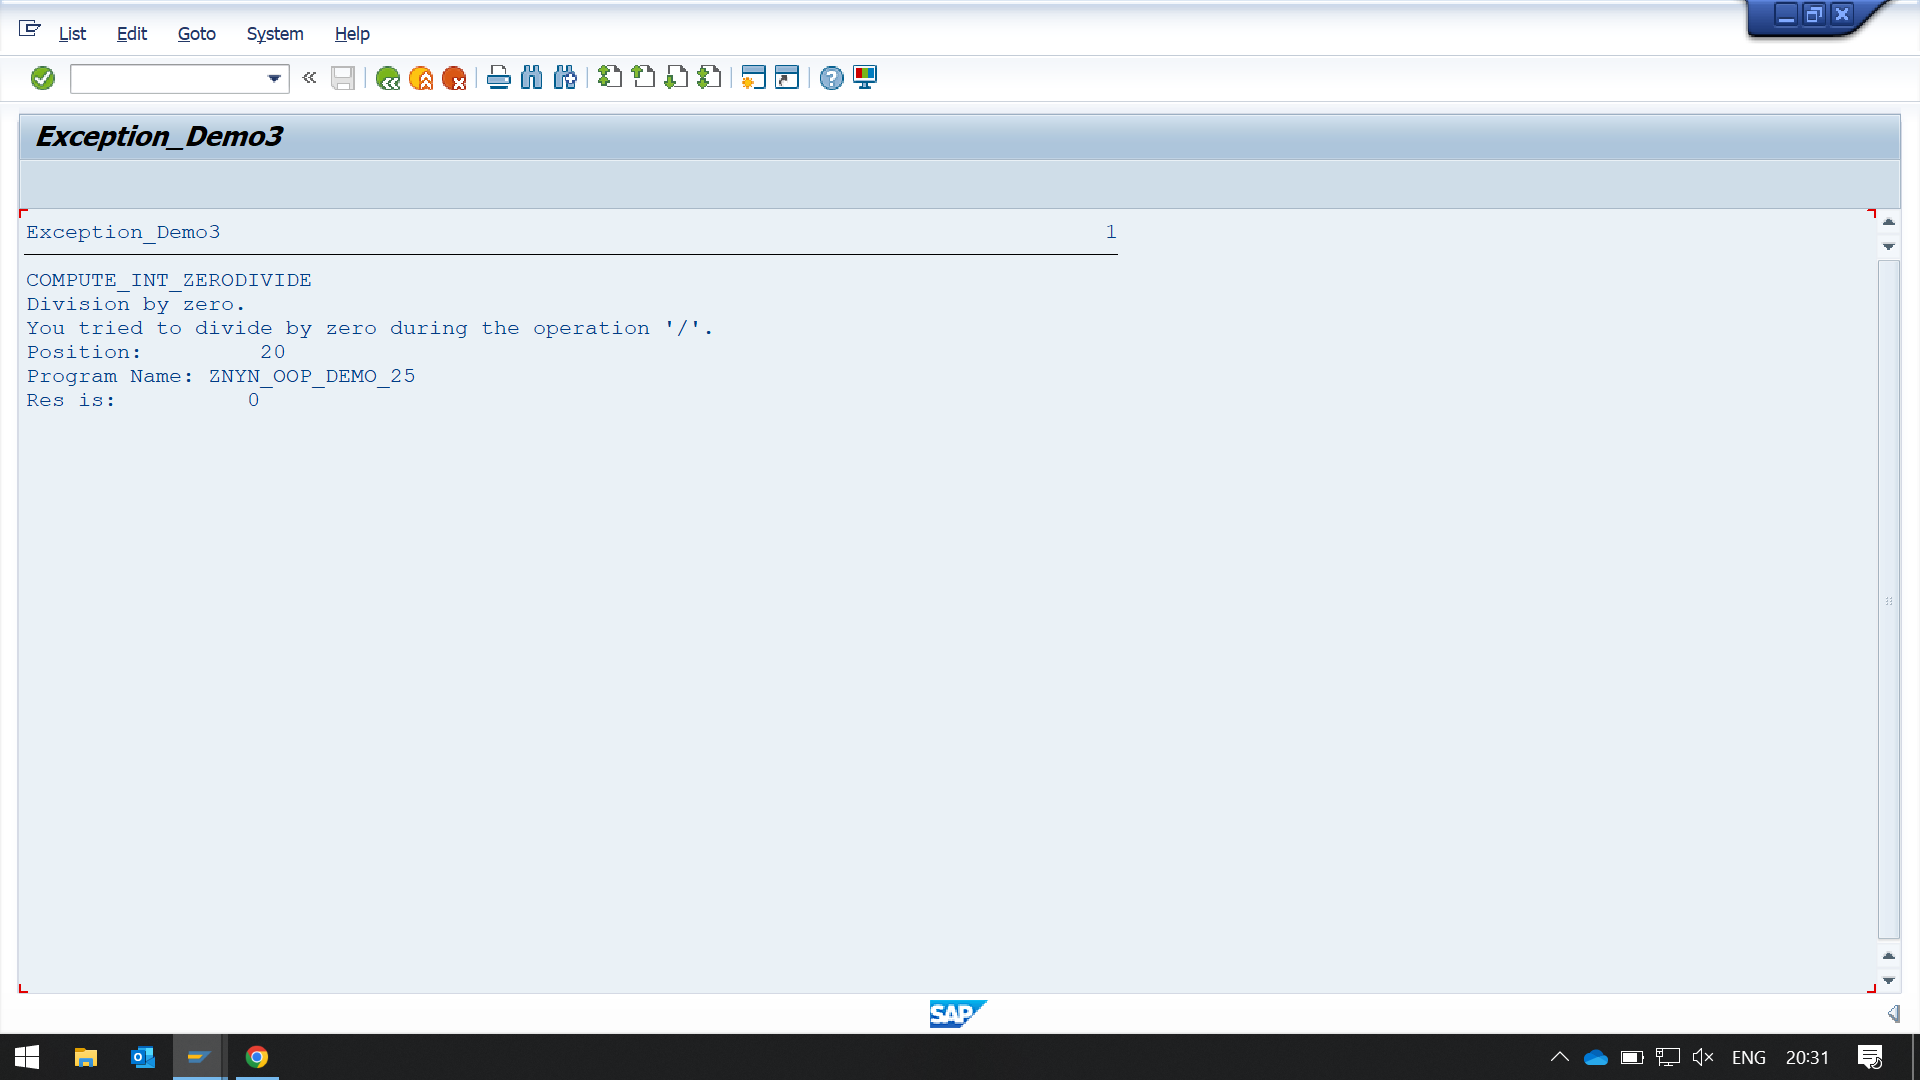 List Edit Goto System Help
Exception_Demo3
Exception_Demo3 1
COMPUTE_INT_ZERODIVIDE
Division by zero.
You tried to divide by zero during the operation '/'.
Position: 20
Program Name: ZNYN_OOP_DEMO_25
Res is: 0
SAP
ENG 20:31